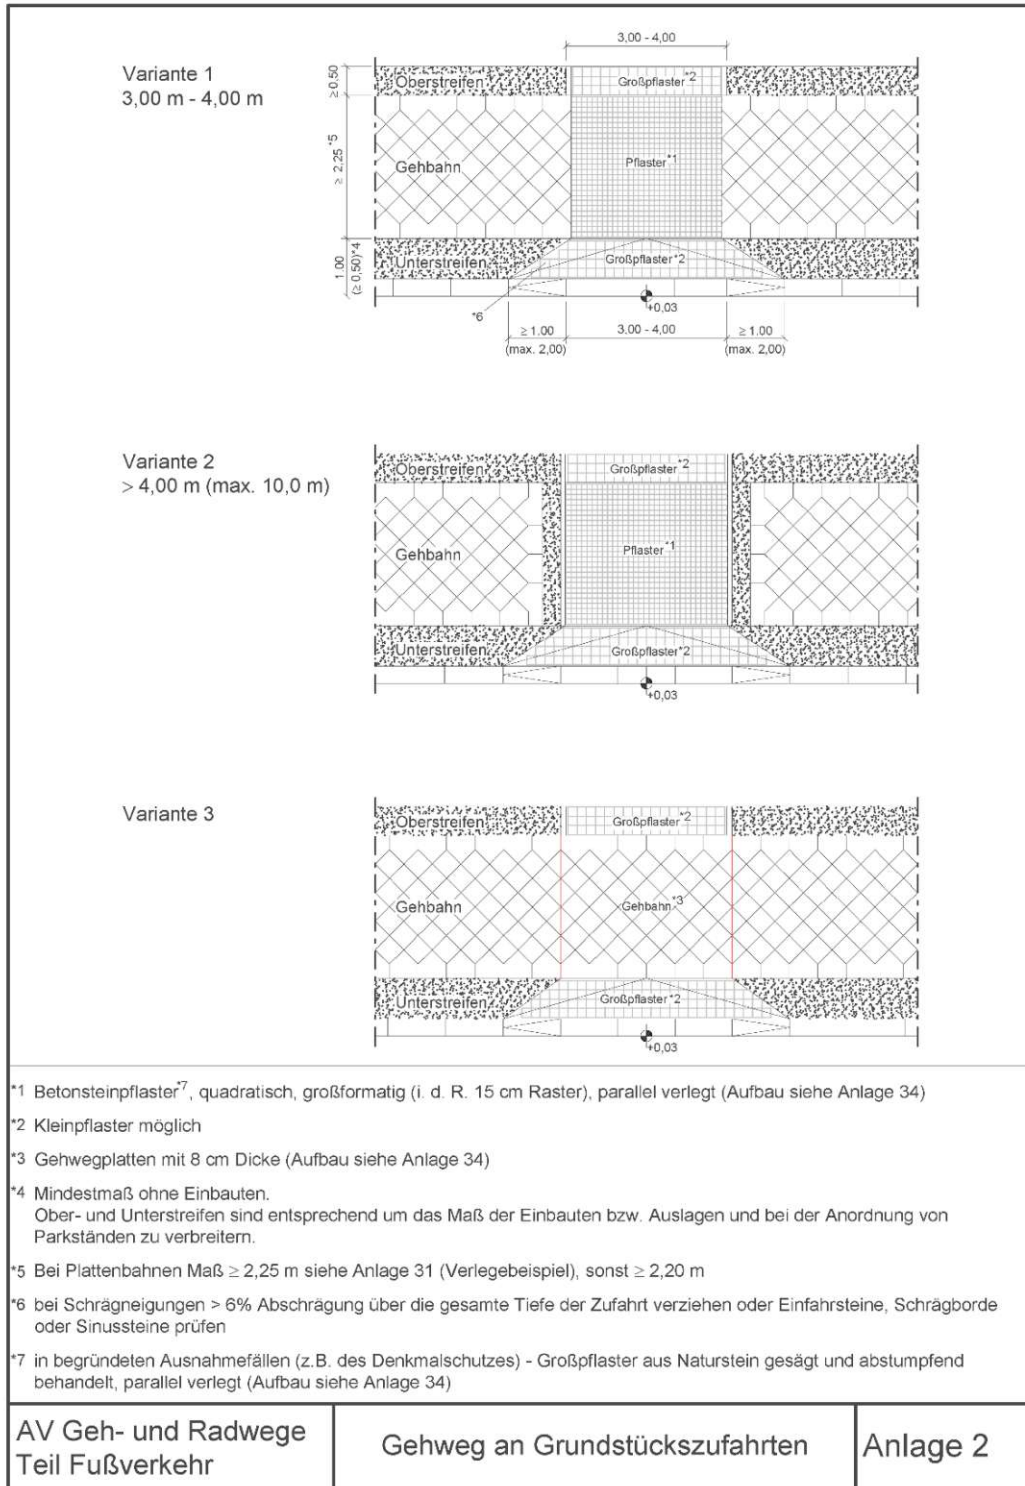 3,00 - 4,00
Variante 1
3,00 m - 4,00 m
≥ 0,50
Oberstreifen
Großpflaster*2
≥ 2,25*5
Gehbahn
Pflaster*1
1.00
(≥ 0,50)*4
Unterstreifen
Großpflaster*2
*6
+0,03
≥ 1.00
(max. 2,00)
3,00 - 4,00
≥ 1.00
(max. 2,00)
Variante 2
> 4,00 m (max. 10,0 m)
Oberstreifen
Großpflaster*2
Gehbahn
Pflaster*1
Unterstreifen
Großpflaster*2
+0,03
Variante 3
Oberstreifen
Großpflaster*2
Gehbahn
Gehbahn*3
Unterstreifen
Großpflaster*2
+0,03
*1 Betonsteinpflaster*7, quadratisch, großformatig (i. d. R. 15 cm Raster), parallel verlegt (Aufbau siehe Anlage 34)
*2 Kleinpflaster möglich
*3 Gehwegplatten mit 8 cm Dicke (Aufbau siehe Anlage 34)
*4 Mindestmaß ohne Einbauten.
Ober- und Unterstreifen sind entsprechend um das Maß der Einbauten bzw. Auslagen und bei der Anordnung von
Parkständen zu verbreitern.
*5 Bei Plattenbahnen Maß ≥ 2,25 m siehe Anlage 31 (Verlegebeispiel), sonst ≥ 2,20 m
*6 bei Schrägneigungen > 6% Abschrägung über die gesamte Tiefe der Zufahrt verziehen oder Einfahrsteine, Schrägborde
oder Sinussteine prüfen
*7 in begründeten Ausnahmefällen (z.B. des Denkmalschutzes) - Großpflaster aus Naturstein gesägt und abstumpfend
behandelt, parallel verlegt (Aufbau siehe Anlage 34)
AV Geh- und Radwege
Teil Fußverkehr
Gehweg an Grundstückszufahrten
Anlage 2